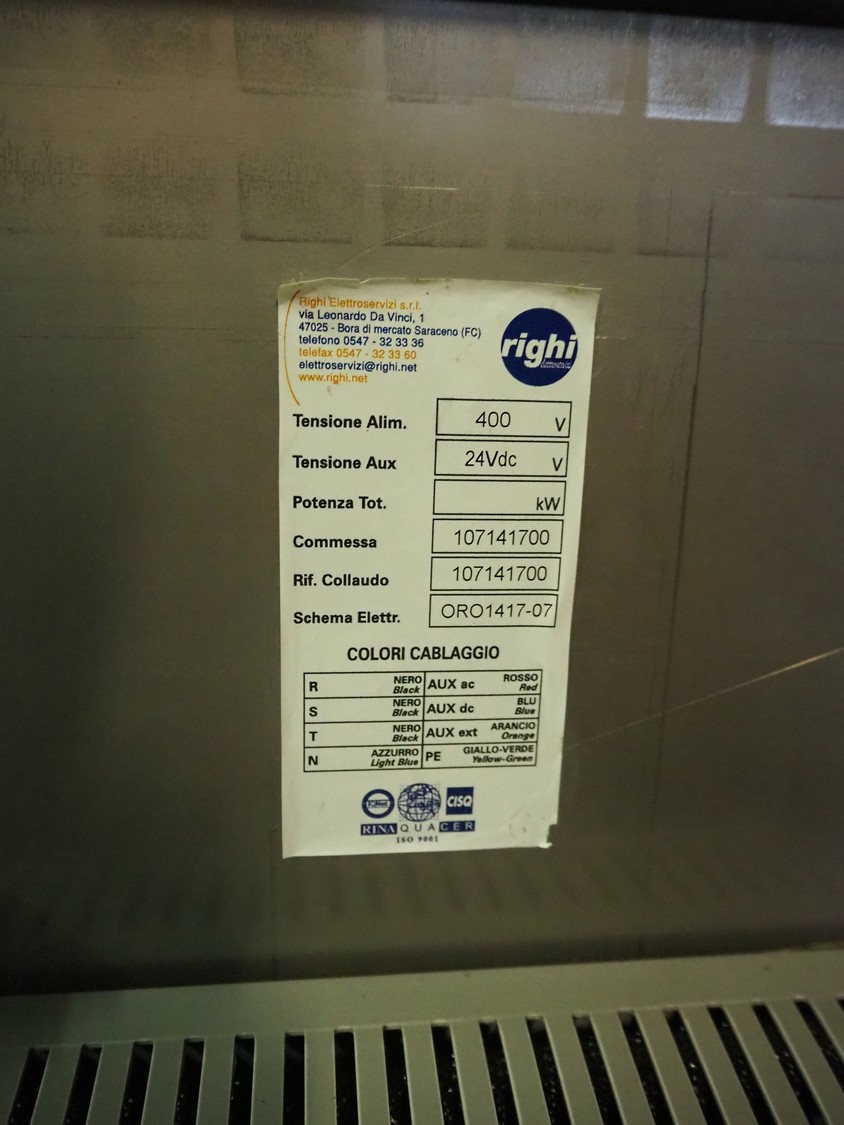 Righi Elettroservizi s.r.l.
via Leonardo Da Vinci, 1
47025 - Bora di mercato Saraceno (FC)
telefono 0547 - 32 33 36
telefax 0547 - 32 33 60
elettroservizi@righi.net
www.righi.net
righi
Tensione Alim. 400 V
Tensione Aux 24Vdc V
Potenza Tot. kW
Commessa 107141700
Rif. Collaudo 107141700
Schema Elettr. ORO1417-07
COLORI CABLAGGIO
R NERO Black AUX ac ROSSO Red
S NERO Black AUX dc BLU Blue
T NERO Black AUX ext ARANCIO Orange
N AZZURRO Light Blue PE GIALLO-VERDE Yellow-Green
CISQ
RINA QUACER
ISO 9001